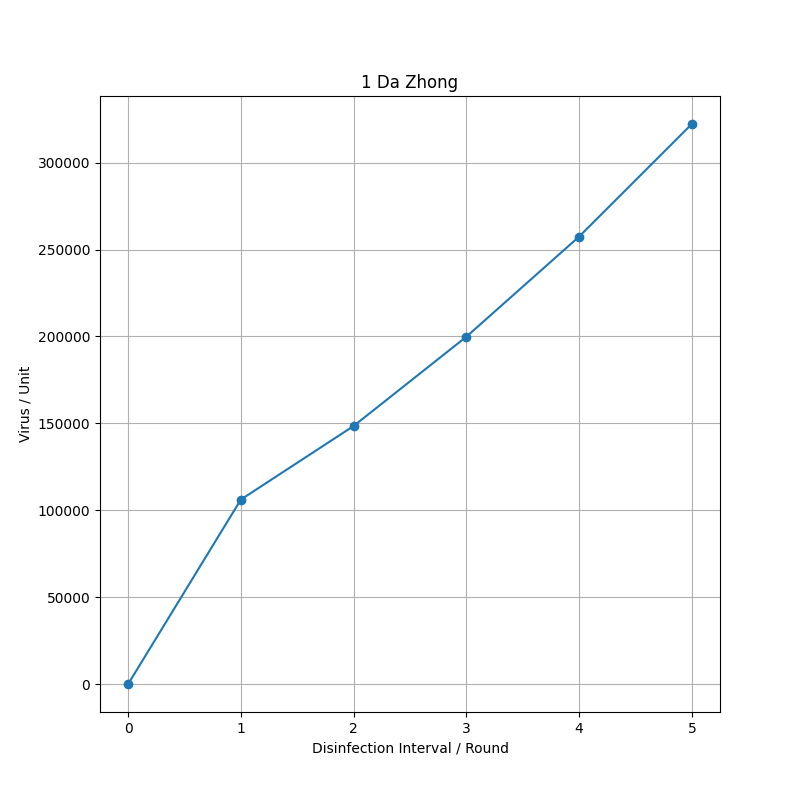 1 Da Zhong
300000
250000
200000
150000
100000
50000
0
Virus / Unit
0 1 2 3 4 5
Disinfection Interval / Round